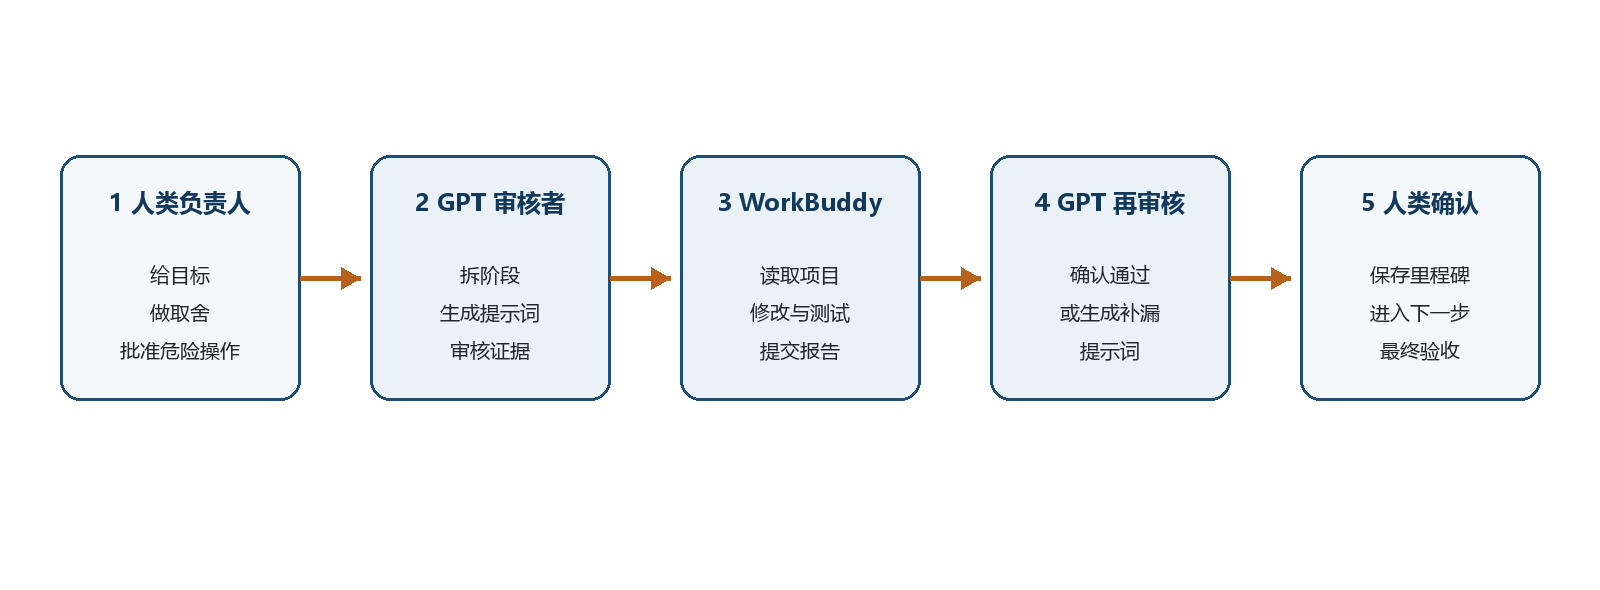 1 人类负责人
给目标
做取舍
批准危险操作
2 GPT 审核者
拆阶段
生成提示词
审核证据
3 WorkBuddy
读取项目
修改与测试
提交报告
4 GPT 再审核
确认通过
或生成补漏
提示词
5 人类确认
保存里程碑
进入下一步
最终验收